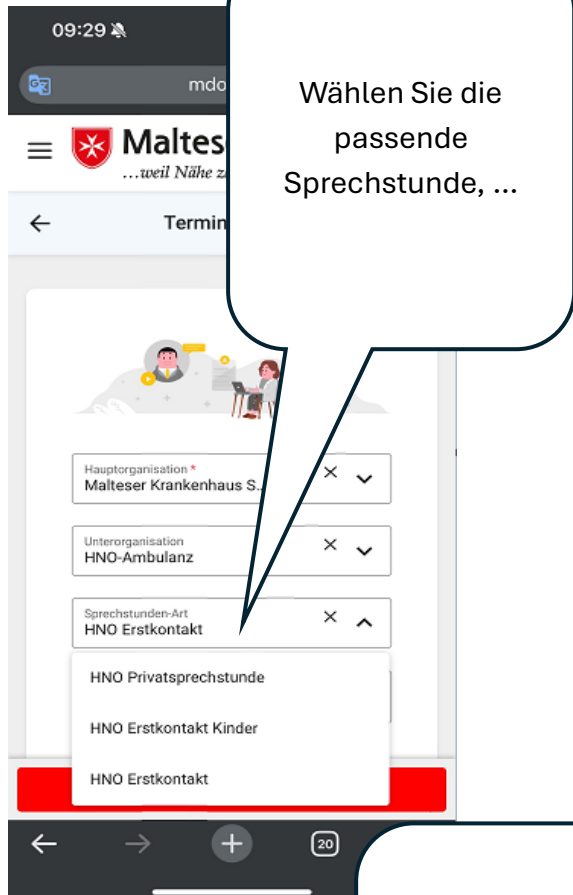 09:29
mdo
Wählen Sie die
passende
Sprechstunde, ...
Maltes
...weil Nähe z
Termin
Hauptorganisation *
Malteser Krankenhaus S...
Unterorganisation
HNO-Ambulanz
Sprechstunden-Art
HNO Erstkontakt
HNO Privatsprechstunde
HNO Erstkontakt Kinder
HNO Erstkontakt
20